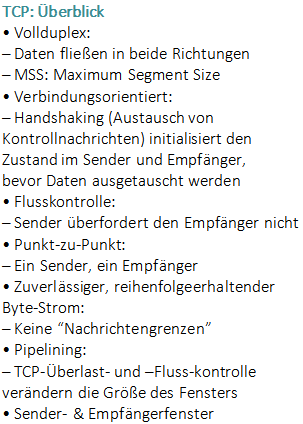 TCP: Überblick
• Vollduplex:
– Daten fließen in beide Richtungen
– MSS: Maximum Segment Size
• Verbindungsorientiert:
– Handshaking (Austausch von
Kontrollnachrichten) initialisiert den
Zustand im Sender und Empfänger,
bevor Daten ausgetauscht werden
• Flusskontrolle:
– Sender überfordert den Empfänger nicht
• Punkt-zu-Punkt:
– Ein Sender, ein Empfänger
• Zuverlässiger, reihenfolgeerhaltender
Byte-Strom:
– Keine “Nachrichtengrenzen”
• Pipelining:
– TCP-Überlast- und –Fluss-kontrolle
verändern die Größe des Fensters
• Sender- & Empfängerfenster